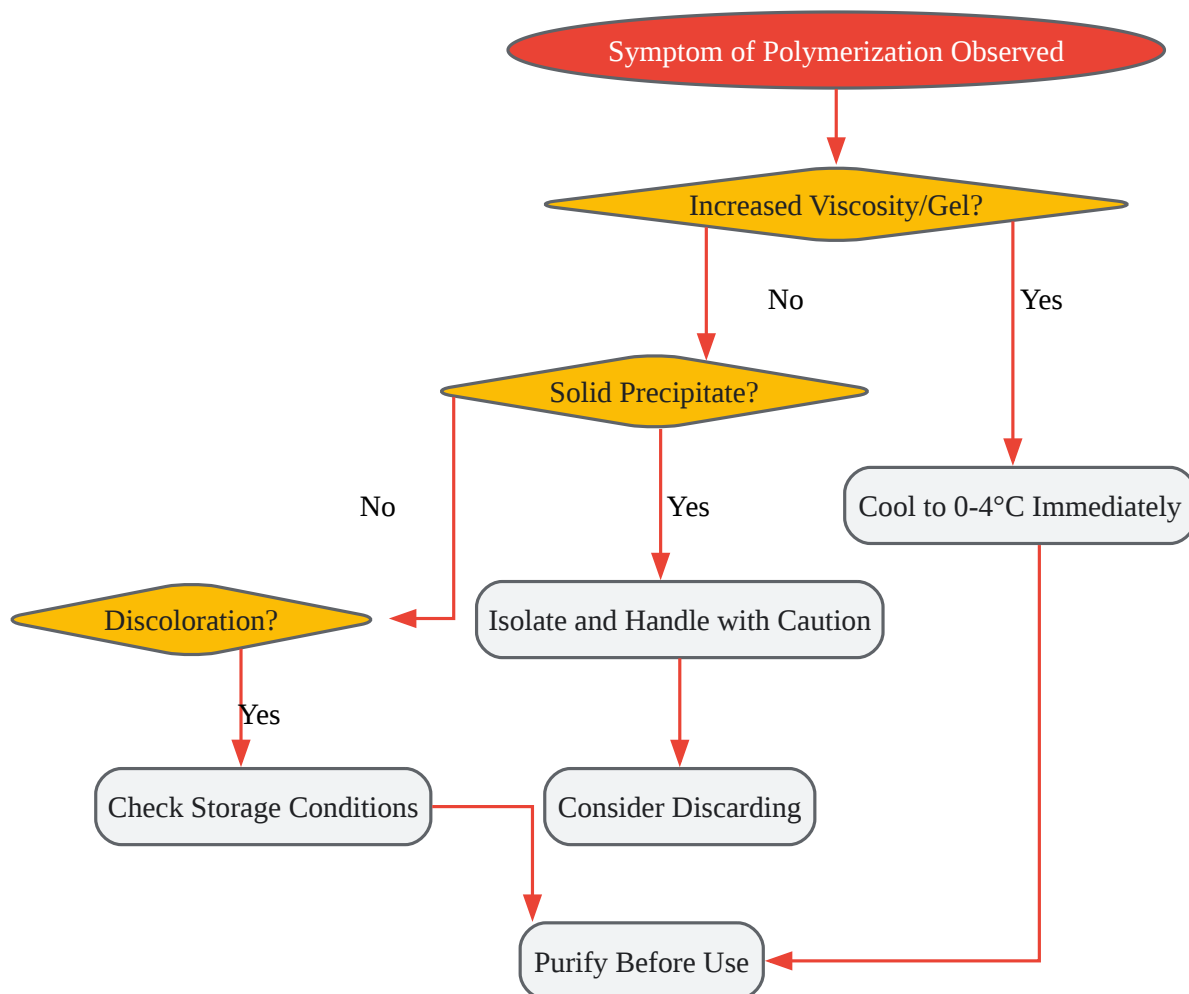 Symptom of Polymerization Observed
Increased Viscosity/Gel?
No
Yes
Solid Precipitate?
No
Yes
Cool to 0-4°C Immediately
Discoloration?
Isolate and Handle with Caution
Yes
Check Storage Conditions
Consider Discarding
Purify Before Use